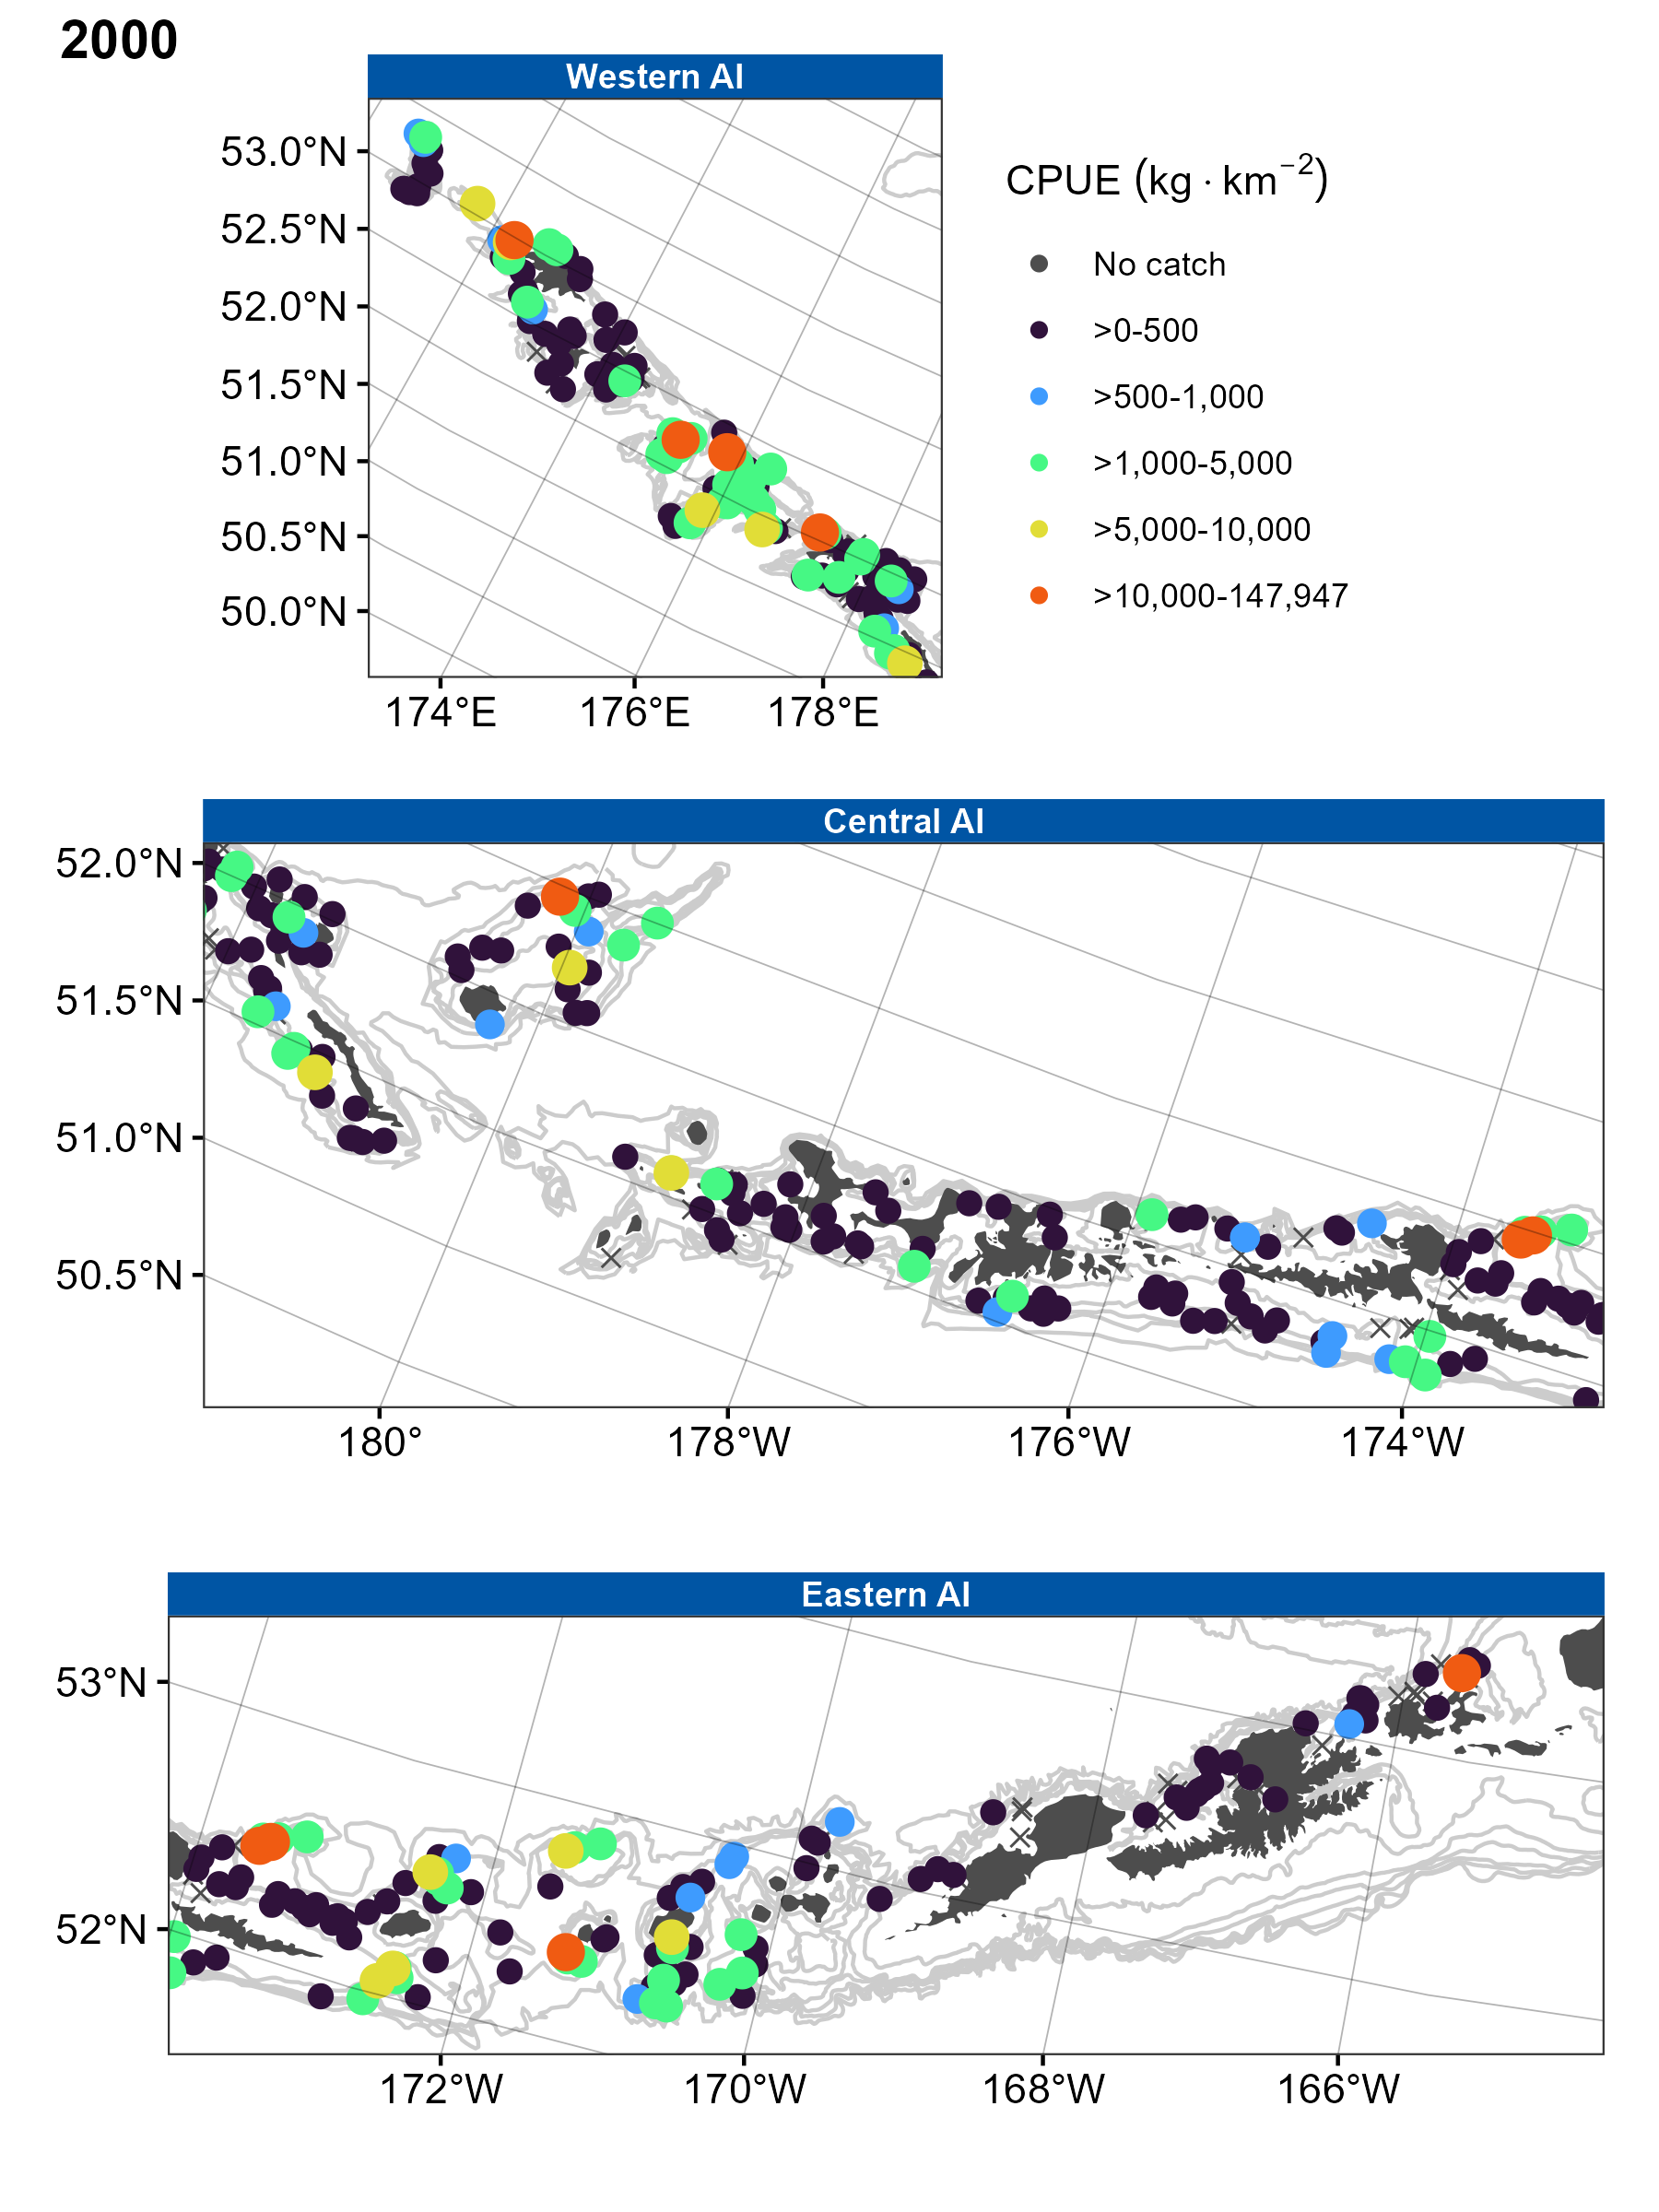 2000
Western AI
53.0°N
52.5°N
52.0°N
51.5°N
51.0°N
50.5°N
50.0°N
174°E 176°E 178°E
CPUE (kg · km⁻²)
No catch
>0-500
>500-1,000
>1,000-5,000
>5,000-10,000
>10,000-147,947
Central AI
52.0°N
51.5°N
51.0°N
50.5°N
180° 178°W 176°W 174°W
Eastern AI
53°N
52°N
172°W 170°W 168°W 166°W